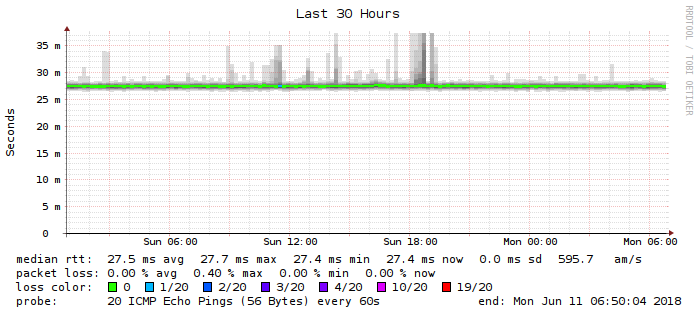 Last 30 Hours
RRDTOOL / TOBI OETIKER
Seconds
35 m
30 m
25 m
20 m
15 m
10 m
5 m
0
Sun 06:00 Sun 12:00 Sun 18:00 Mon 00:00 Mon 06:00
median rtt: 27.5 ms avg 27.7 ms max 27.4 ms min 27.4 ms now 0.0 ms sd 595.7 am/s
packet loss: 0.00 % avg 0.40 % max 0.00 % min 0.00 % now
loss color: 0 1/20 2/20 3/20 4/20 10/20 19/20
probe: 20 ICMP Echo Pings (56 Bytes) every 60s end: Mon Jun 11 06:50:04 2018